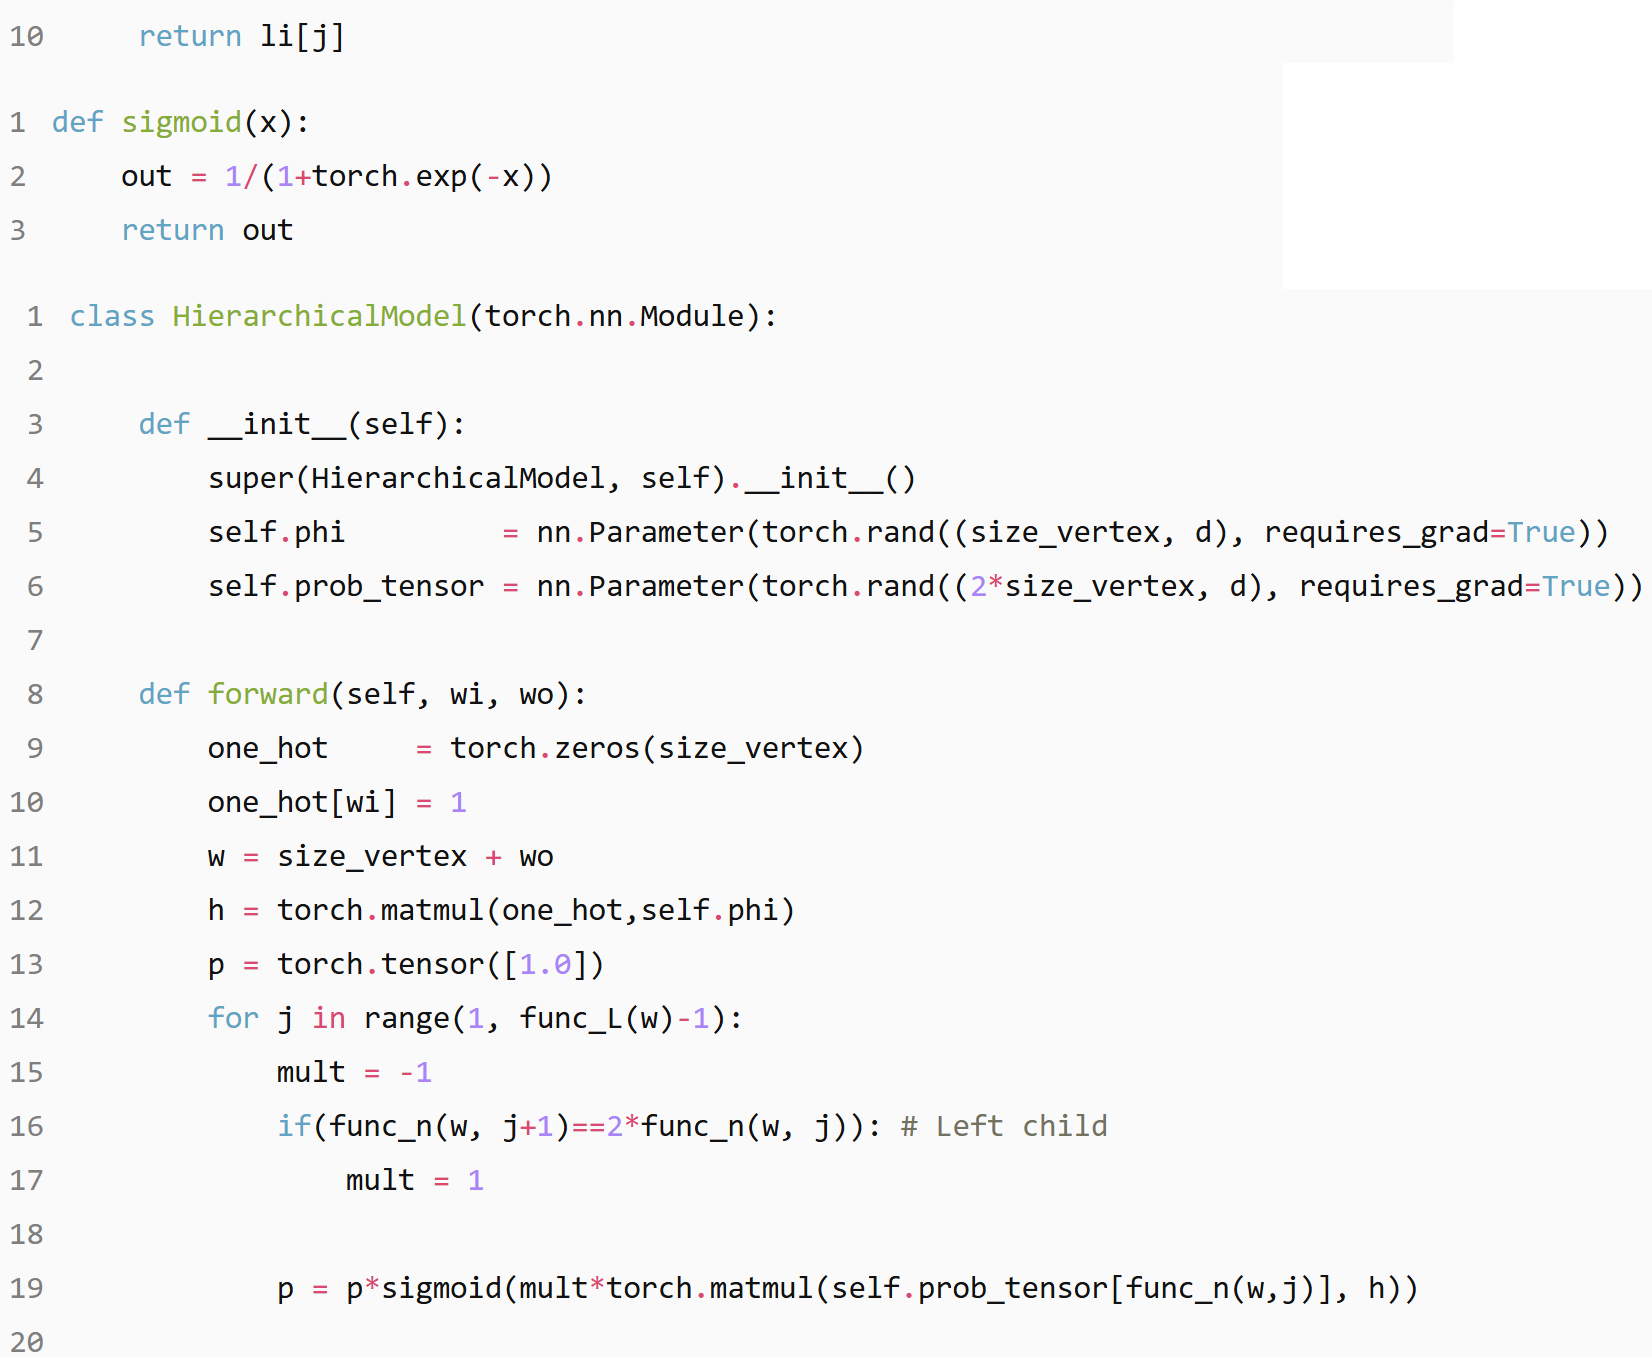 10 return li[j]
1 def sigmoid(x):
2 out = 1/(1+torch.exp(-x))
3 return out
1 class HierarchicalModel(torch.nn.Module):
2
3 def __init__(self):
4 super(HierarchicalModel, self).__init__()
5 self.phi = nn.Parameter(torch.rand((size_vertex, d), requires_grad=True))
6 self.prob_tensor = nn.Parameter(torch.rand((2*size_vertex, d), requires_grad=True))
7
8 def forward(self, wi, wo):
9 one_hot = torch.zeros(size_vertex)
10 one_hot[wi] = 1
11 w = size_vertex + wo
12 h = torch.matmul(one_hot,self.phi)
13 p = torch.tensor([1.0])
14 for j in range(1, func_L(w)-1):
15 mult = -1
16 if(func_n(w, j+1)==2*func_n(w, j)): # Left child
17 mult = 1
18
19 p = p*sigmoid(mult*torch.matmul(self.prob_tensor[func_n(w,j)], h))
20